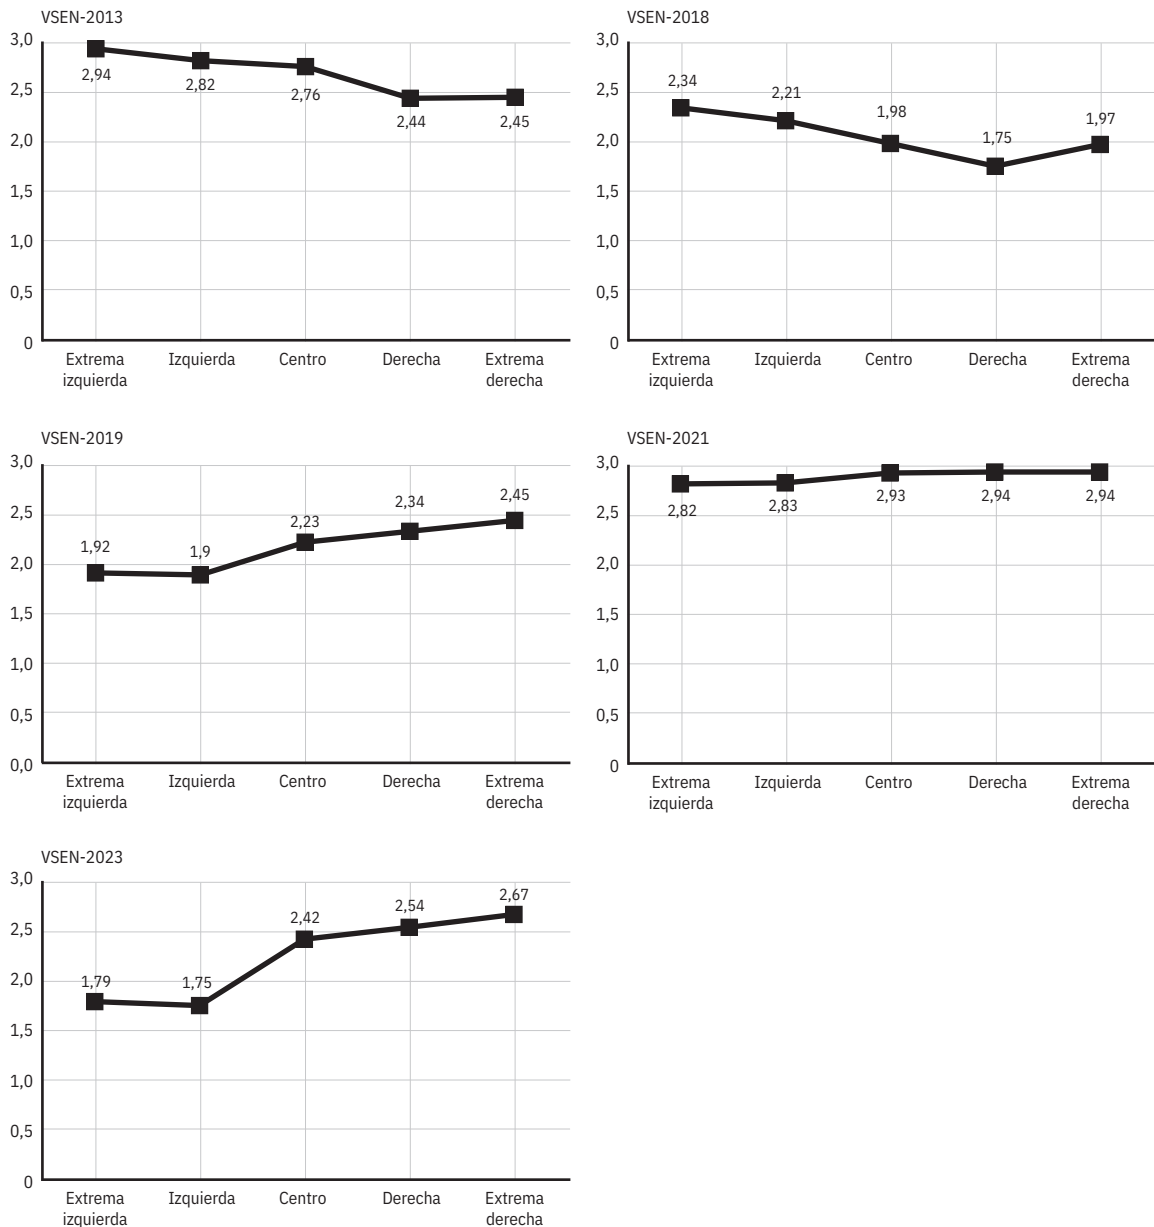 VSEN-2013
3,0
2,5
2,0
1,5
1,0
0,5
0
2,94
2,82
2,76
2,44
2,45
Extrema izquierda
Izquierda
Centro
Derecha
Extrema derecha
VSEN-2018
3,0
2,5
2,0
1,5
1,0
0,5
0
2,34
2,21
1,98
1,75
1,97
Extrema izquierda
Izquierda
Centro
Derecha
Extrema derecha
VSEN-2019
3,0
2,5
2,0
1,5
1,0
0,5
0,0
1,92
1,9
2,23
2,34
2,45
Extrema izquierda
Izquierda
Centro
Derecha
Extrema derecha
VSEN-2021
3,0
2,5
2,0
1,5
1,0
0,5
0
2,82
2,83
2,93
2,94
2,94
Extrema izquierda
Izquierda
Centro
Derecha
Extrema derecha
VSEN-2023
3,0
2,5
2,0
1,5
1,0
0,5
0
1,79
1,75
2,42
2,54
2,67
Extrema izquierda
Izquierda
Centro
Derecha
Extrema derecha